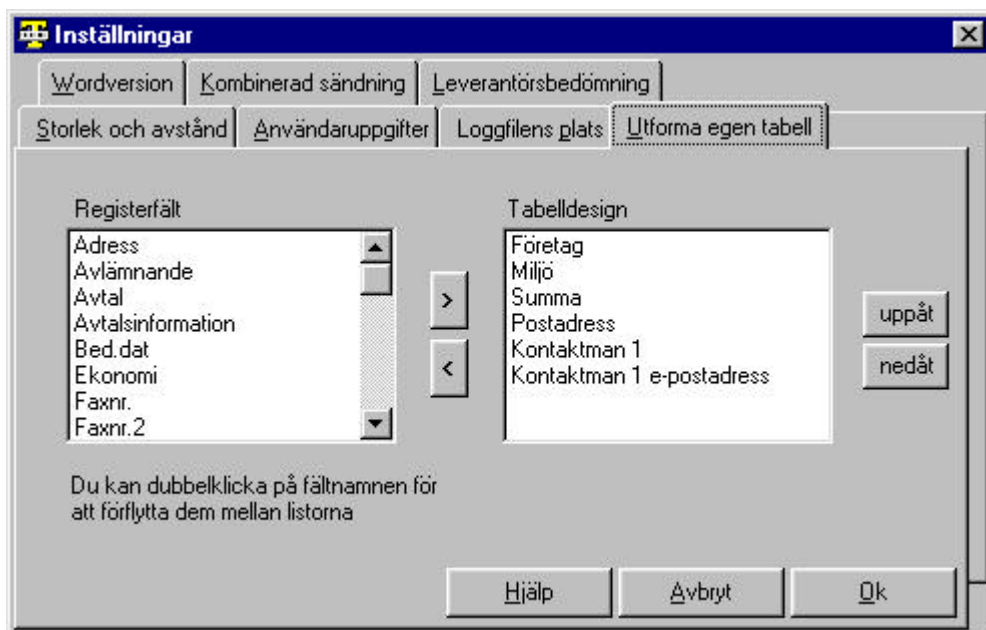 Inställningar
Wordversion
Kombinerad sändning
Leverantörsbedömning
Storlek och avstånd
Användaruppgifter
Loggfilens plats
Utforma egen tabell
Registerfält
Adress
Avlämnande
Avtal
Avtalsinformation
Bed.dat
Ekonomi
Faxnr.
Faxnr.2
>
<
Tabelldesign
Företag
Miljö
Summa
Postadress
Kontaktman 1
Kontaktman 1 e-postadress
uppåt
nedåt
Du kan dubbelklicka på fältnamnen för
att förflytta dem mellan listorna
Hjälp
Avbryt
Ok